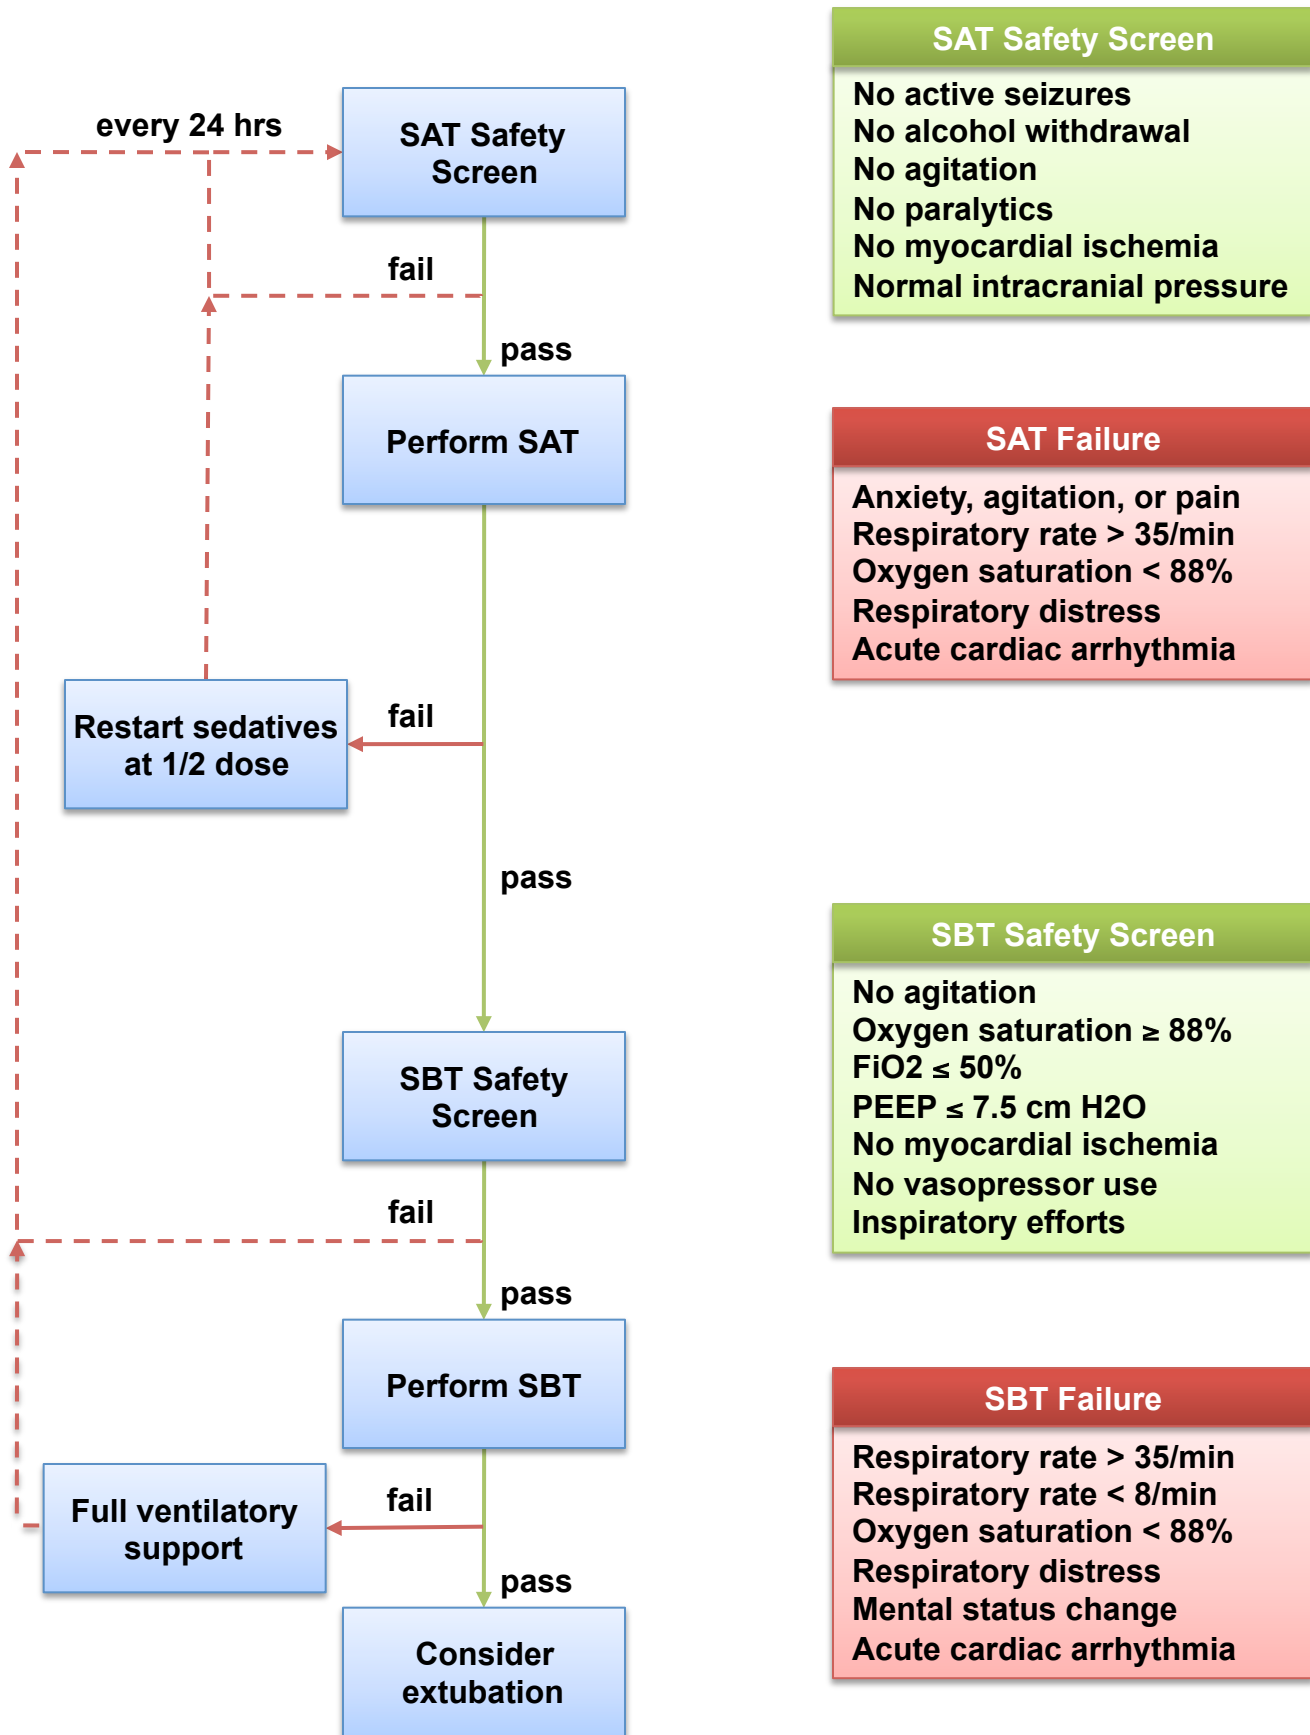 every 24 hrs
SAT Safety
Screen
fail
pass
Perform SAT
Restart sedatives
at 1/2 dose
fail
pass
SBT Safety
Screen
fail
pass
Perform SBT
Full ventilatory
support
fail
pass
Consider
extubation
SAT Safety Screen
No active seizures
No alcohol withdrawal
No agitation
No paralytics
No myocardial ischemia
Normal intracranial pressure
SAT Failure
Anxiety, agitation, or pain
Respiratory rate > 35/min
Oxygen saturation < 88%
Respiratory distress
Acute cardiac arrhythmia
SBT Safety Screen
No agitation
Oxygen saturation ≥ 88%
FiO2 ≤ 50%
PEEP ≤ 7.5 cm H2O
No myocardial ischemia
No vasopressor use
Inspiratory efforts
SBT Failure
Respiratory rate > 35/min
Respiratory rate < 8/min
Oxygen saturation < 88%
Respiratory distress
Mental status change
Acute cardiac arrhythmia